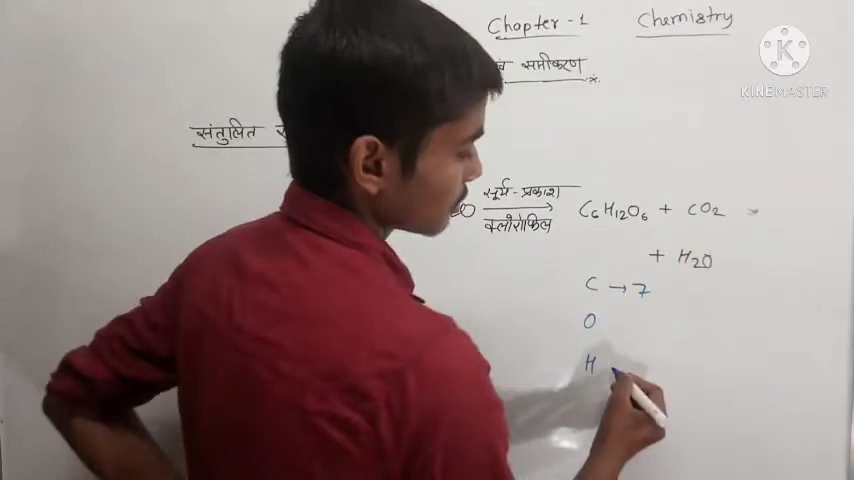 Chapter - 1 Chemistry
समीकरण
KINEMASTER
संतुलित
सूर्य - प्रकाश
O → C6H12O6 + CO2
क्लोरोफिल
+ H2O
C → 7
O
H